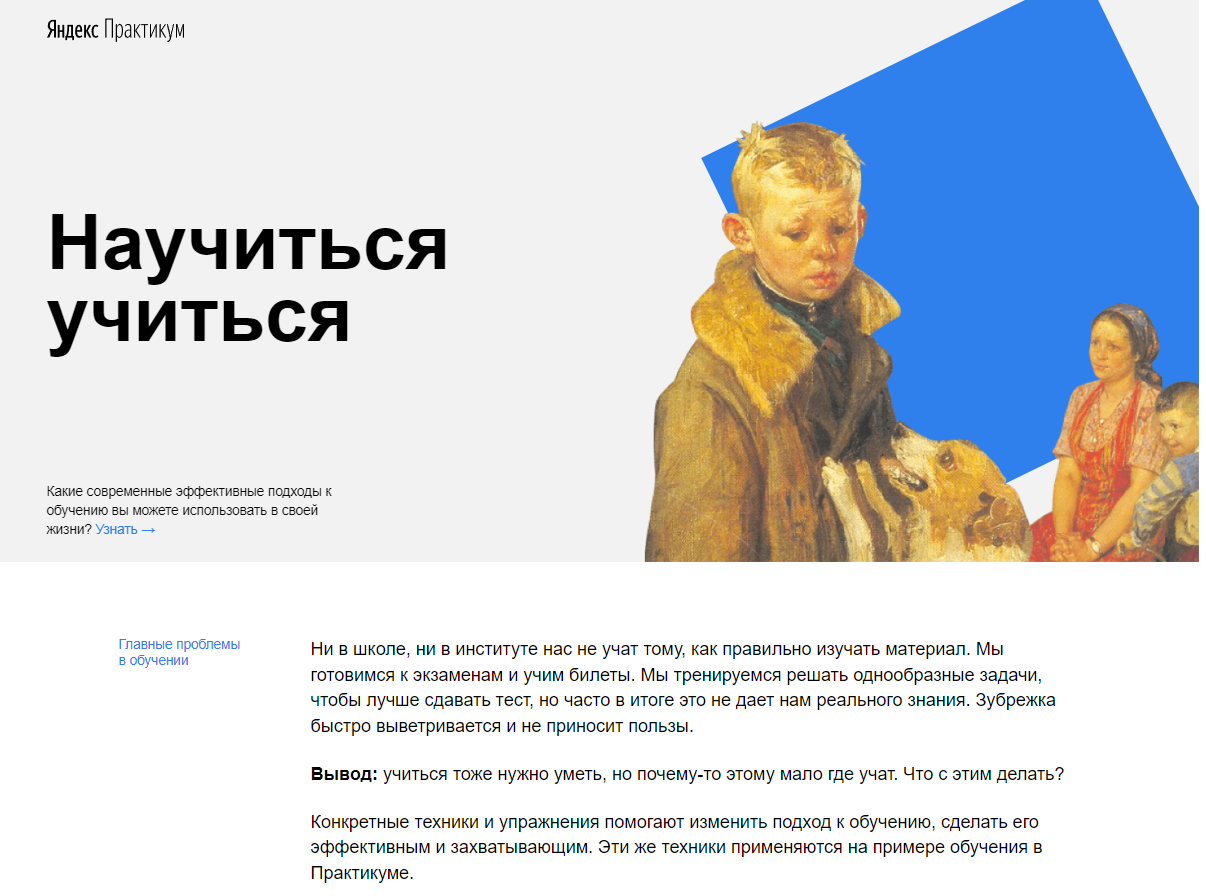 Яндекс Практикум
Научиться
учиться
Какие современные эффективные подходы к
обучению вы можете использовать в своей
жизни? Узнать →
Главные проблемы
в обучении
Ни в школе, ни в институте нас не учат тому, как правильно изучать материал. Мы
готовимся к экзаменам и учим билеты. Мы тренируемся решать однообразные задачи,
чтобы лучше сдавать тест, но часто в итоге это не дает нам реального знания. Зубрежка
быстро выветривается и не приносит пользы.
Вывод: учиться тоже нужно уметь, но почему-то этому мало где учат. Что с этим делать?
Конкретные техники и упражнения помогают изменить подход к обучению, сделать его
эффективным и захватывающим. Эти же техники применяются на примере обучения в
Практикуме.